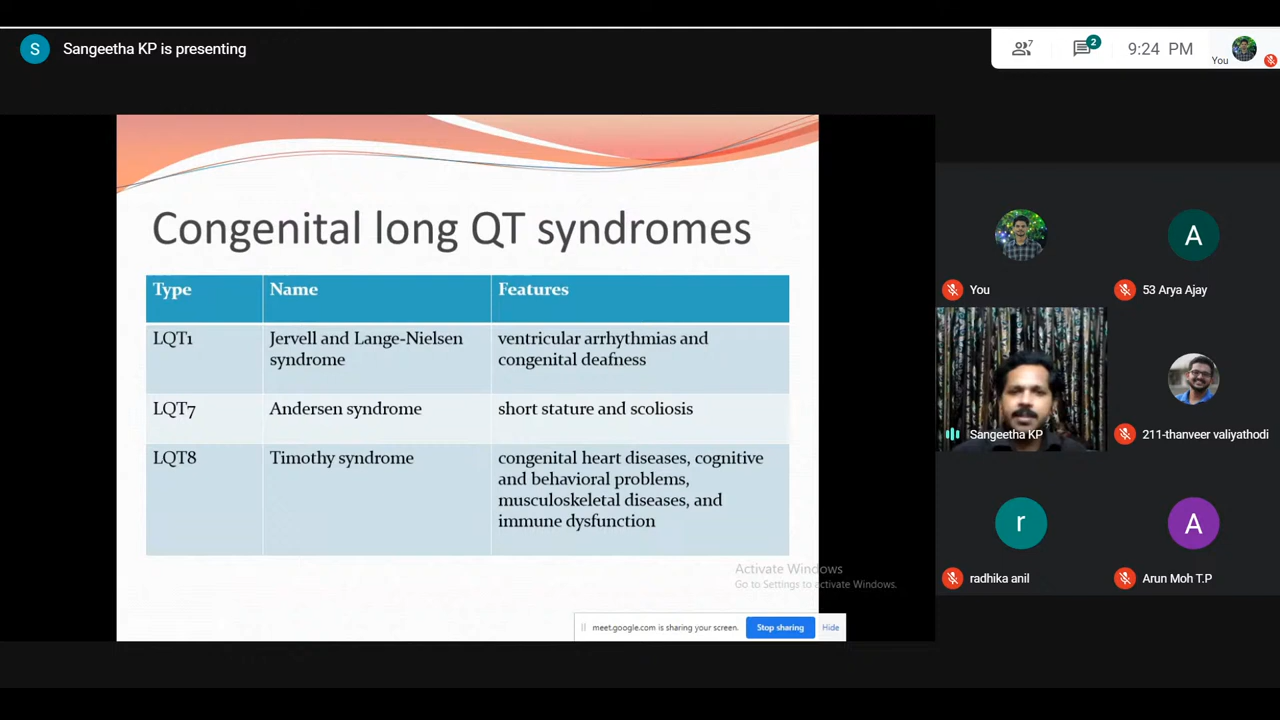 S
Sangeetha KP is presenting
7
2
9:24 PM
You
Congenital long QT syndromes
Type
Name
Features
LQT1
Jervell and Lange-Nielsen
syndrome
ventricular arrhythmias and
congenital deafness
LQT7
Andersen syndrome
short stature and scoliosis
LQT8
Timothy syndrome
congenital heart diseases, cognitive
and behavioral problems,
musculoskeletal diseases, and
immune dysfunction
Activate Windows
Go to Settings to activate Windows.
meet.google.com is sharing your screen.
Stop sharing
Hide
You
A
53 Arya Ajay
Sangeetha KP
211-thanveer valiyathodi
r
radhika anil
A
Arun Moh T.P